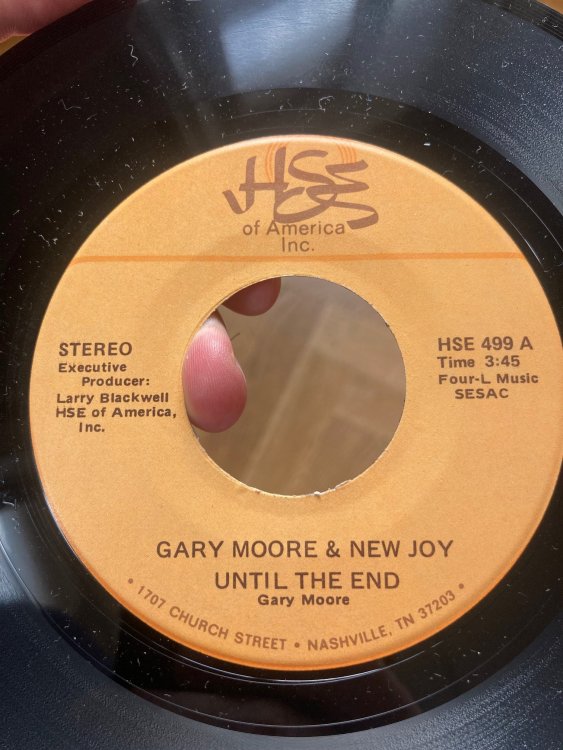 HSE
of America
Inc.
STEREO
Executive
Producer:
Larry Blackwell
HSE of America,
Inc.
HSE 499 A
Time 3:45
Four-L Music
SESAC
GARY MOORE & NEW JOY
UNTIL THE END
Gary Moore
• 1707 CHURCH STREET • NASHVILLE, TN 37203 •